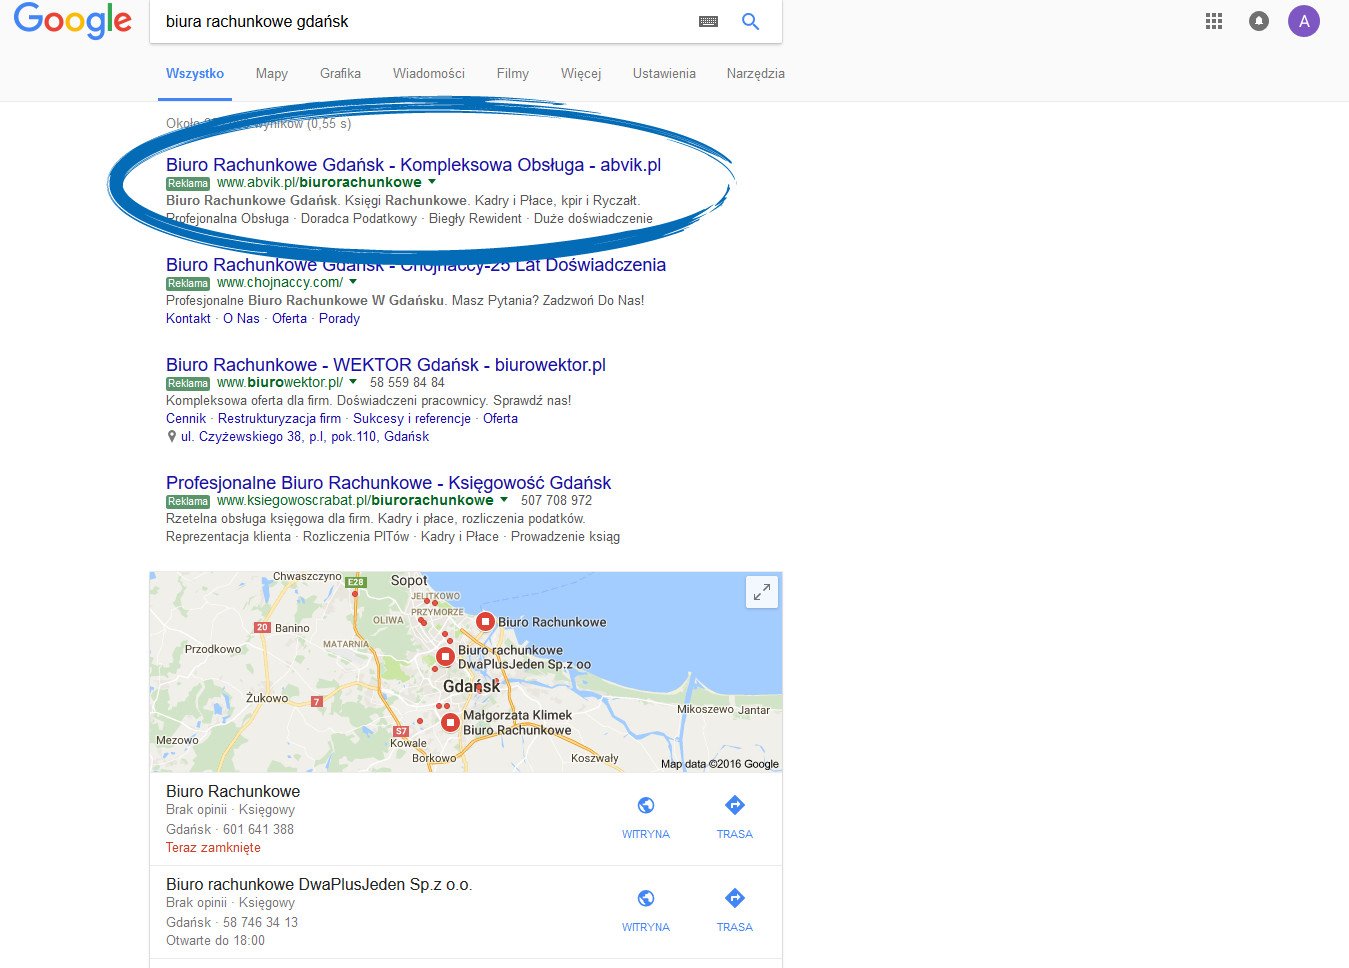 Google
biura rachunkowe gdańsk
A
Wszystko Mapy Grafika Wiadomości Filmy Więcej Ustawienia Narzędzia
Około wyników (0,55 s)
Biuro Rachunkowe Gdańsk - Kompleksowa Obsługa - abvik.pl
Reklama www.abvik.pl/biurorachunkowe
Biuro Rachunkowe Gdańsk. Księgi Rachunkowe. Kadry i Płace, kpir i Ryczałt.
Profejonalna Obsługa · Doradca Podatkowy · Biegły Rewident · Duże doświadczenie
Biuro Rachunkowe Gdańsk - Chojnaccy-25 Lat Doświadczenia
Reklama www.chojnaccy.com/
Profesjonalne Biuro Rachunkowe W Gdańsku. Masz Pytania? Zadzwoń Do Nas!
Kontakt · O Nas · Oferta · Porady
Biuro Rachunkowe - WEKTOR Gdańsk - biurowektor.pl
Reklama www.biurowektor.pl/ 58 559 84 84
Kompleksowa oferta dla firm. Doświadczeni pracownicy. Sprawdź nas!
Cennik · Restrukturyzacja firm · Sukcesy i referencje · Oferta
ul. Czyżewskiego 38, p.I, pok.110, Gdańsk
Profesjonalne Biuro Rachunkowe - Księgowość Gdańsk
Reklama www.ksiegowoscrabat.pl/biurorachunkowe 507 708 972
Rzetelna obsługa księgowa dla firm. Kadry i płace, rozliczenia podatków.
Reprezentacja klienta · Rozliczenia PITów · Kadry i Płace · Prowadzenie ksiąg
Chwaszczyno E28 Sopot
JELITKOWO
PRZYMORZE
OLIWA
20 Banino
Biuro Rachunkowe
MATARNIA
Przodkowo
Biuro rachunkowe
DwaPlusJeden Sp.z oo
Gdańsk
Żukowo 7
Mikoszewo Jantar
Małgorzata Klimek
Biuro Rachunkowe
S7
Mezowo
Kowale
Borkowo
Koszwały
Map data ©2016 Google
Biuro Rachunkowe
Brak opinii · Księgowy
Gdańsk · 601 641 388
Teraz zamknięte
WITRYNA TRASA
Biuro rachunkowe DwaPlusJeden Sp.z o.o.
Brak opinii · Księgowy
Gdańsk · 58 746 34 13
Otwarte do 18:00
WITRYNA TRASA